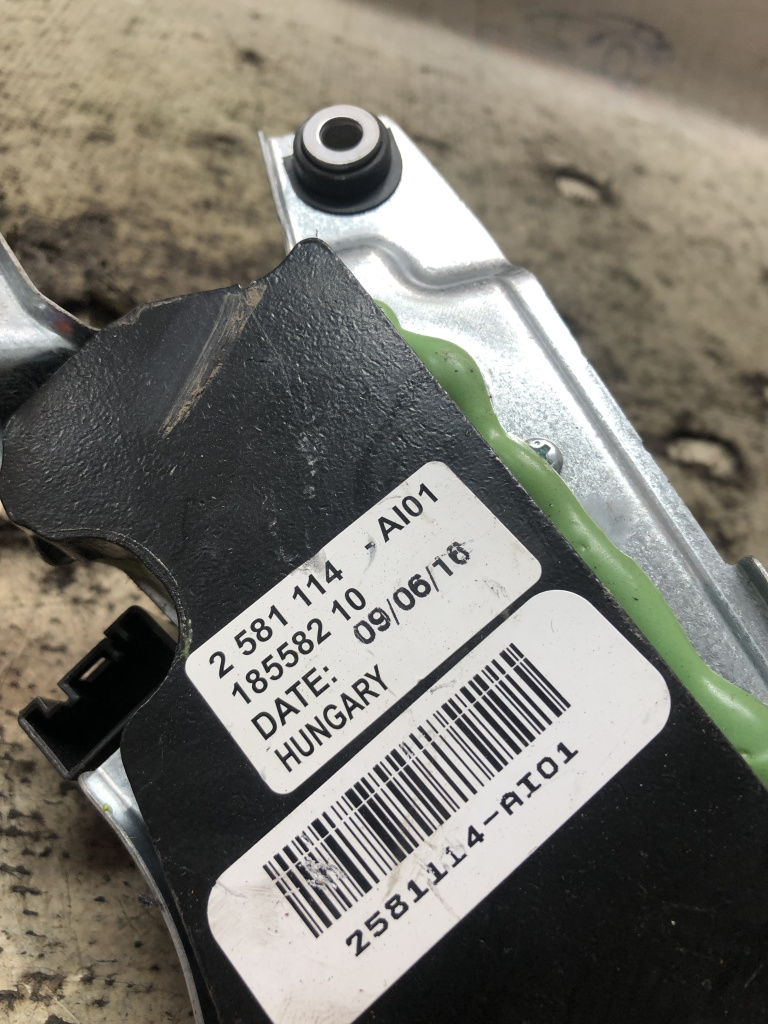 2 581 114 - AI01
185582 10
DATE: 09/06/16
HUNGARY
2581114-AI01